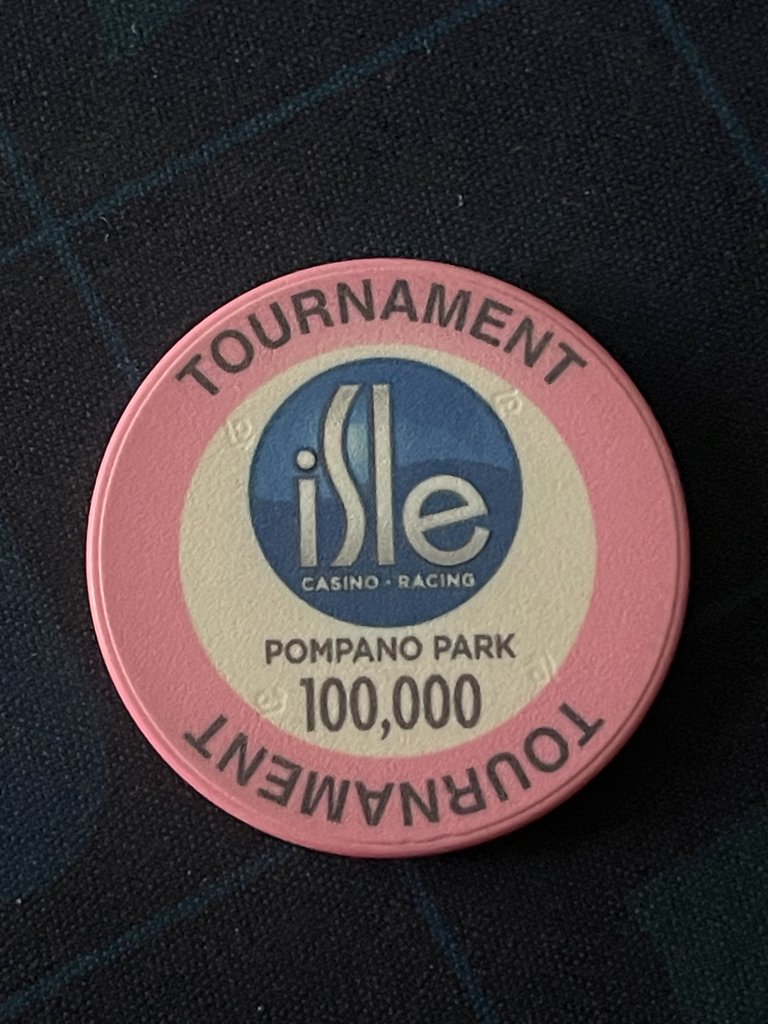 TOURNAMENT
isle
CASINO · RACING
POMPANO PARK
100,000
TOURNAMENT